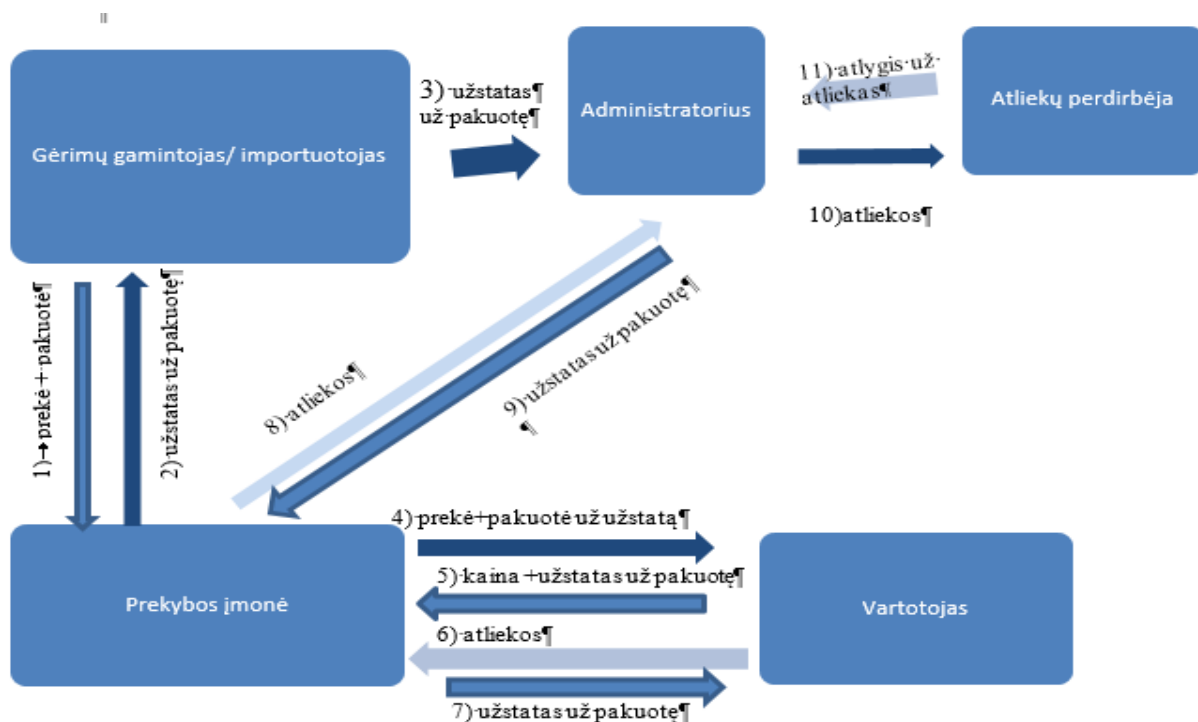 ¶
Gėrimų gamintojas/ importuotojas
3)·užstatas¶
už·pakuotę¶
Administratorius
11)·atlygis·už·
atliekas¶
Atliekų perdirbėja
10)atliekos¶
1)→prekė+·pakuotė¶
2)·užstatas·už·pakuotę¶
8)·atliekos¶
9)·užstatas·už·pakuotę¶
¶
Prekybos įmonė
4)·prekė+pakuotė·už·užstatą¶
5)·kaina·+užstatas·už·pakuotę¶
6)·atliekos¶
7)·užstatas·už·pakuotę¶
Vartotojas